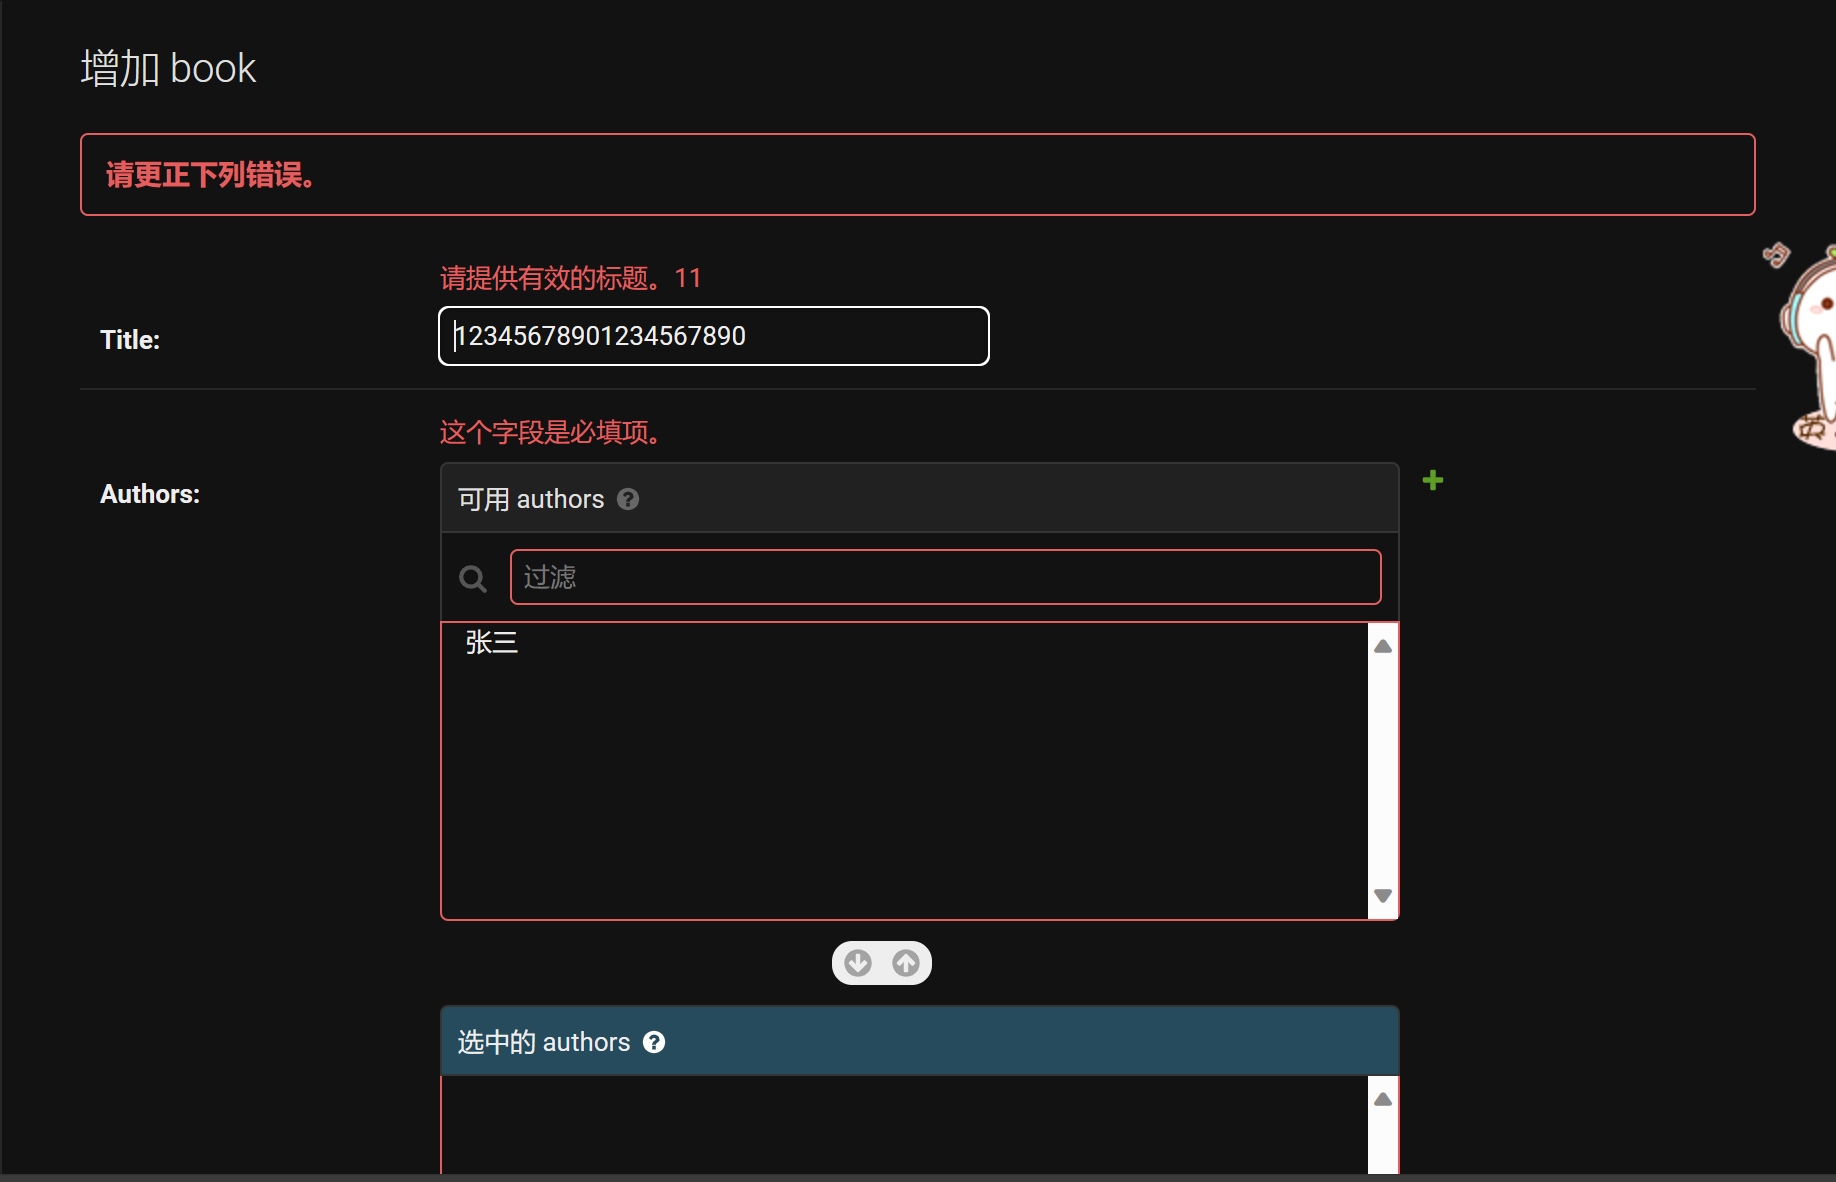 增加 book
请更正下列错误。
请提供有效的标题。11
Title:
12345678901234567890
这个字段是必填项。
Authors:
可用 authors
过滤
张三
选中的 authors